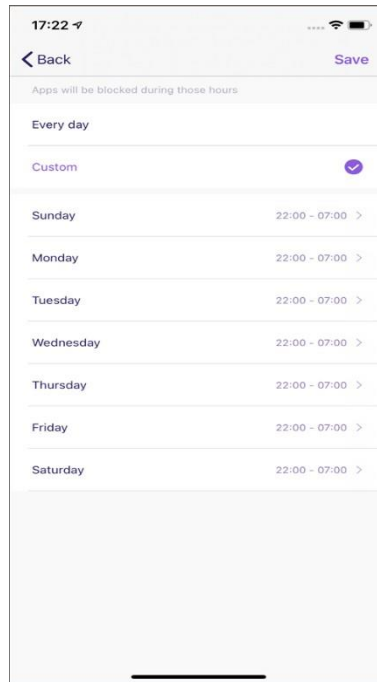 17:22
Back Save
Apps will be blocked during those hours
Every day
Custom
Sunday 22:00 - 07:00
Monday 22:00 - 07:00
Tuesday 22:00 - 07:00
Wednesday 22:00 - 07:00
Thursday 22:00 - 07:00
Friday 22:00 - 07:00
Saturday 22:00 - 07:00